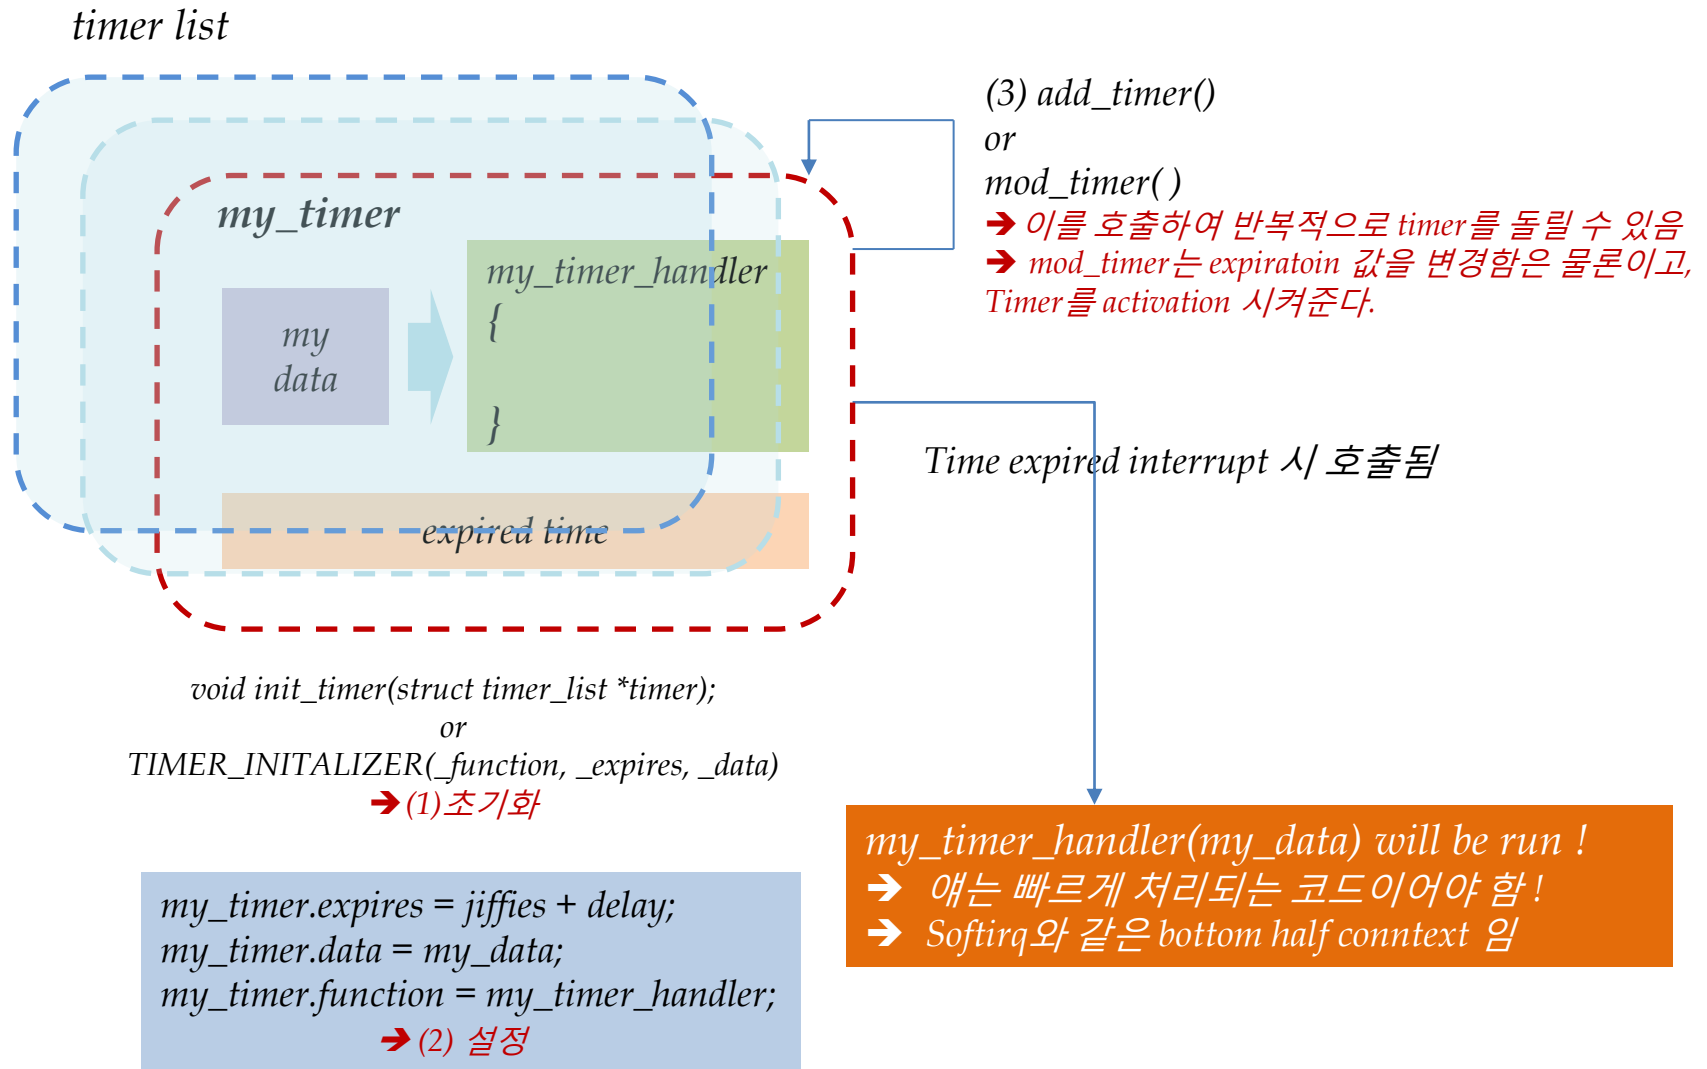 timer list
my_timer
my_timer_handler
{
}
my
data
expired time
(3) add_timer()
or
mod_timer( )
➔ 이를 호출하여 반복적으로 timer를 돌릴 수 있음
➔ mod_timer는 expiratoin 값을 변경함은 물론이고,
Timer를 activation 시켜준다.
Time expired interrupt 시 호출됨
void init_timer(struct timer_list *timer);
or
TIMER_INITALIZER(_function, _expires, _data)
➔ (1)초기화
my_timer.expires = jiffies + delay;
my_timer.data = my_data;
my_timer.function = my_timer_handler;
➔ (2) 설정
my_timer_handler(my_data) will be run !
➔ 얘는 빠르게 처리되는 코드이어야 함 !
➔ Softirq와 같은 bottom half conntext 임